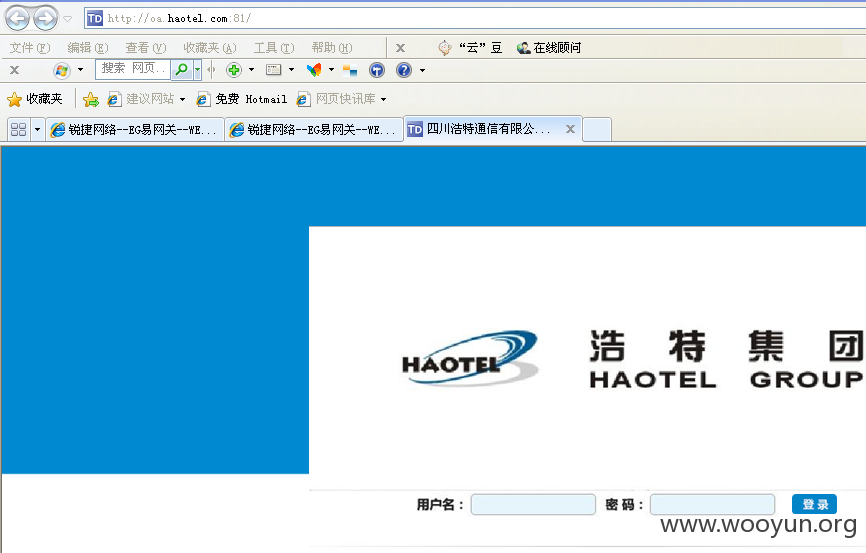 http://oa.haotel.com:81/
文件(F) 编辑(E) 查看(V) 收藏夹(A) 工具(T) 帮助(H) “云”豆 在线顾问
搜索 网页..
收藏夹 建议网站 免费 Hotmail 网页快讯库
锐捷网络--EG易网关--WE... 锐捷网络--EG易网关--WE... TD 四川浩特通信有限公...
HAOTEL 浩特集团
HAOTEL GROUP
用户名： 密码： 登录
www.wooyun.org